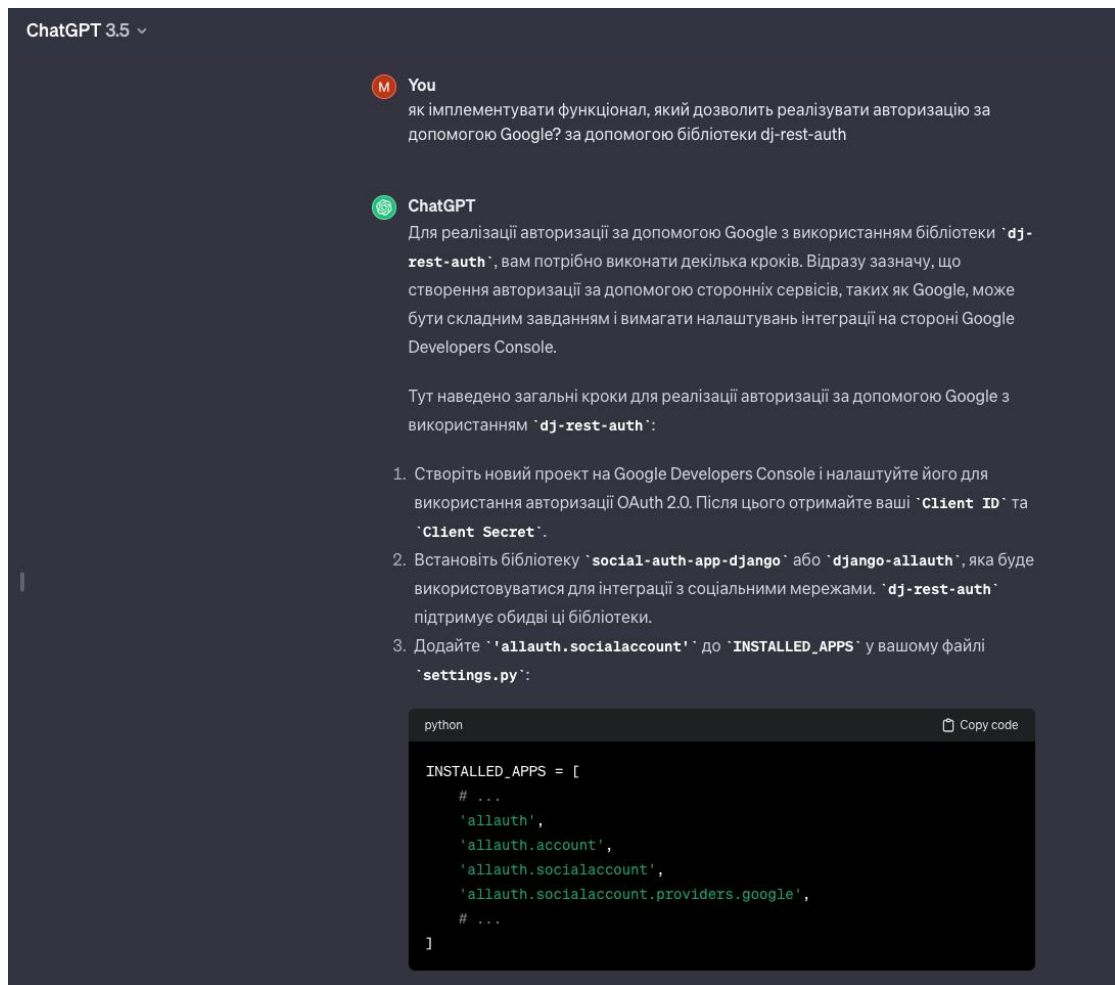 ChatGPT 3.5
M
You
як імплементувати функціонал, який дозволить реалізувати авторизацію за
допомогою Google? за допомогою бібліотеки dj-rest-auth
ChatGPT
Для реалізації авторизації за допомогою Google з використанням бібліотеки `dj-
rest-auth`, вам потрібно виконати декілька кроків. Відразу зазначу, що
створення авторизації за допомогою сторонніх сервісів, таких як Google, може
бути складним завданням і вимагати налаштувань інтеграції на стороні Google
Developers Console.
Тут наведено загальні кроки для реалізації авторизації за допомогою Google з
використанням `dj-rest-auth`:
1. Створіть новий проект на Google Developers Console і налаштуйте його для
використання авторизації OAuth 2.0. Після цього отримайте ваші `Client ID` та
`Client Secret`.
2. Встановіть бібліотеку `social-auth-app-django` або `django-allauth`, яка буде
використовуватися для інтеграції з соціальними мережами. `dj-rest-auth`
підтримує обидві ці бібліотеки.
3. Додайте `'allauth.socialaccount'` до `INSTALLED_APPS` у вашому файлі
`settings.py`:
python Copy code
INSTALLED_APPS = [
    # ...
    'allauth',
    'allauth.account',
    'allauth.socialaccount',
    'allauth.socialaccount.providers.google',
    # ...
]